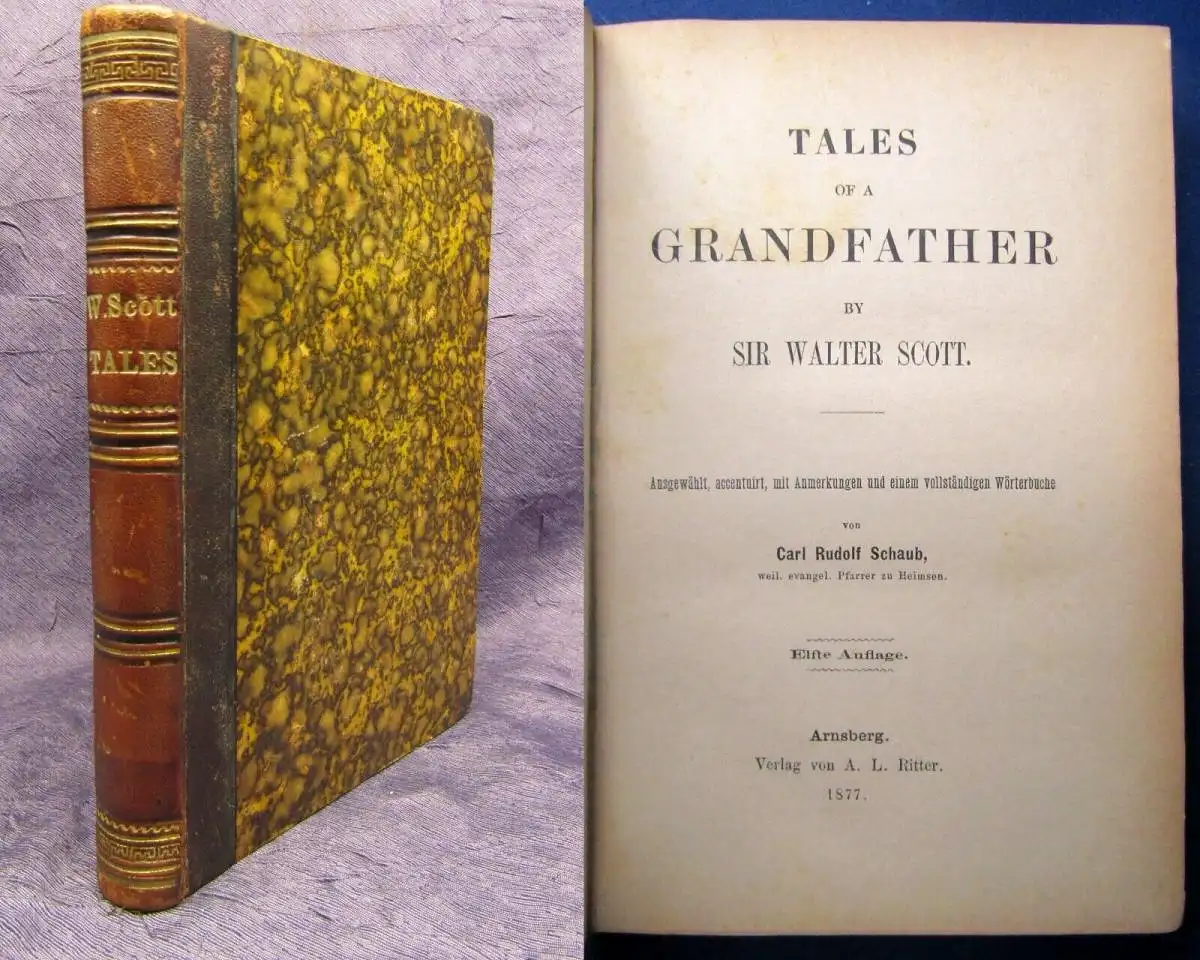 W. Scott
TALES
TALES
OF A
GRANDFATHER
BY
SIR WALTER SCOTT.
Ausgewählt, accentuirt, mit Anmerkungen und einem vollständigen Wörterbuche
von
Carl Rudolf Schaub,
weil. evangel. Pfarrer zu Heimsen.
Elfte Auflage.
Arnsberg.
Verlag von A. L. Ritter.
1877.